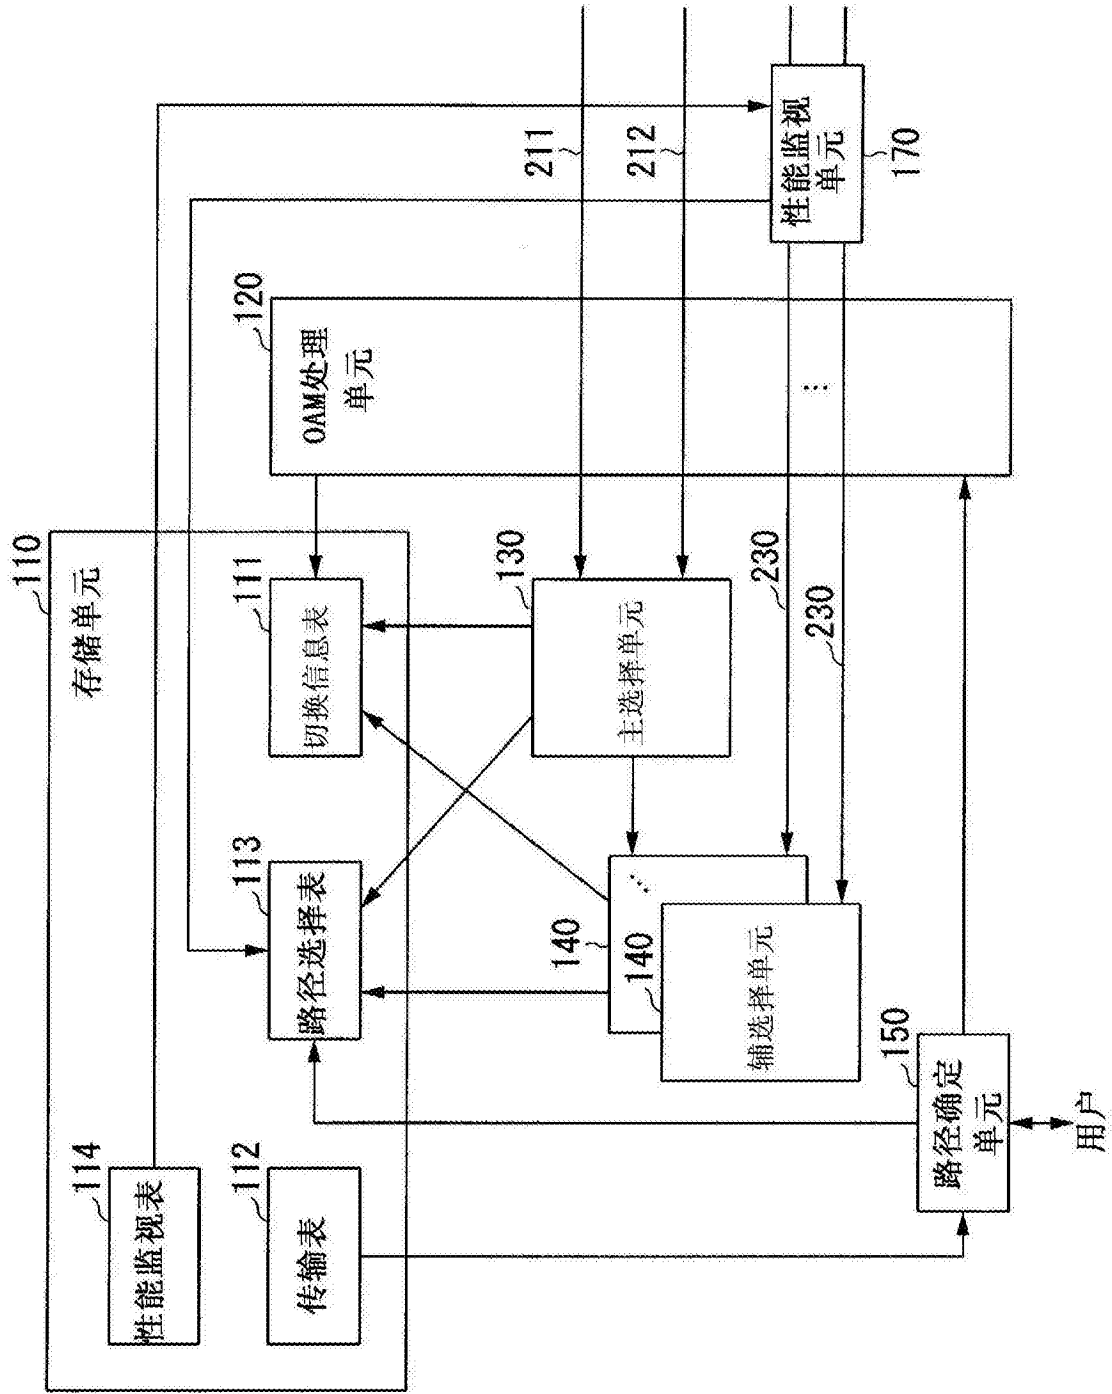 110
存储单元
114
性能监视表
112
传输表
113
路径选择表
111
切换信息表
120
OAM处理
单元
130
主选择单元
140
140
辅选择单元
150
路径确定
单元
用户
211
212
230
230
性能监视
单元
170